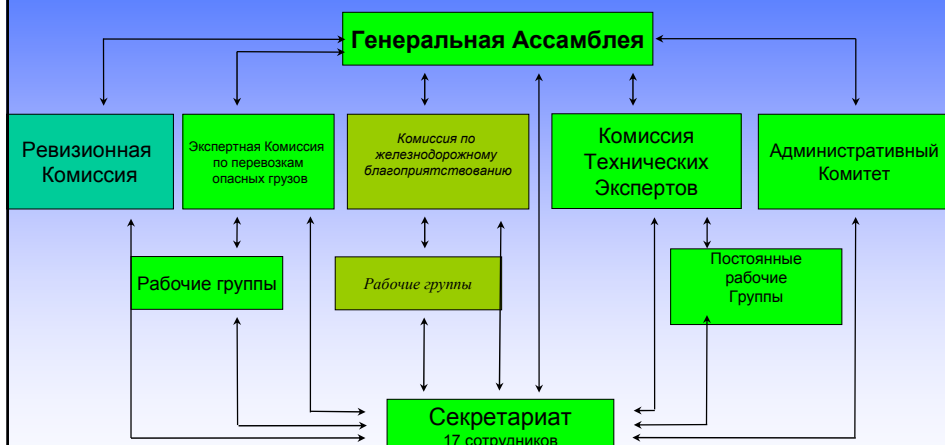 Генеральная Ассамблея
Ревизионная
Комиссия
Экспертная Комиссия
по перевозкам
опасных грузов
Комиссия по
железнодорожному
благоприятствованию
Комиссия
Технических
Экспертов
Административный
Комитет
Рабочие группы
Рабочие группы
Постоянные
рабочие
Группы
Секретариат
17 сотрудников